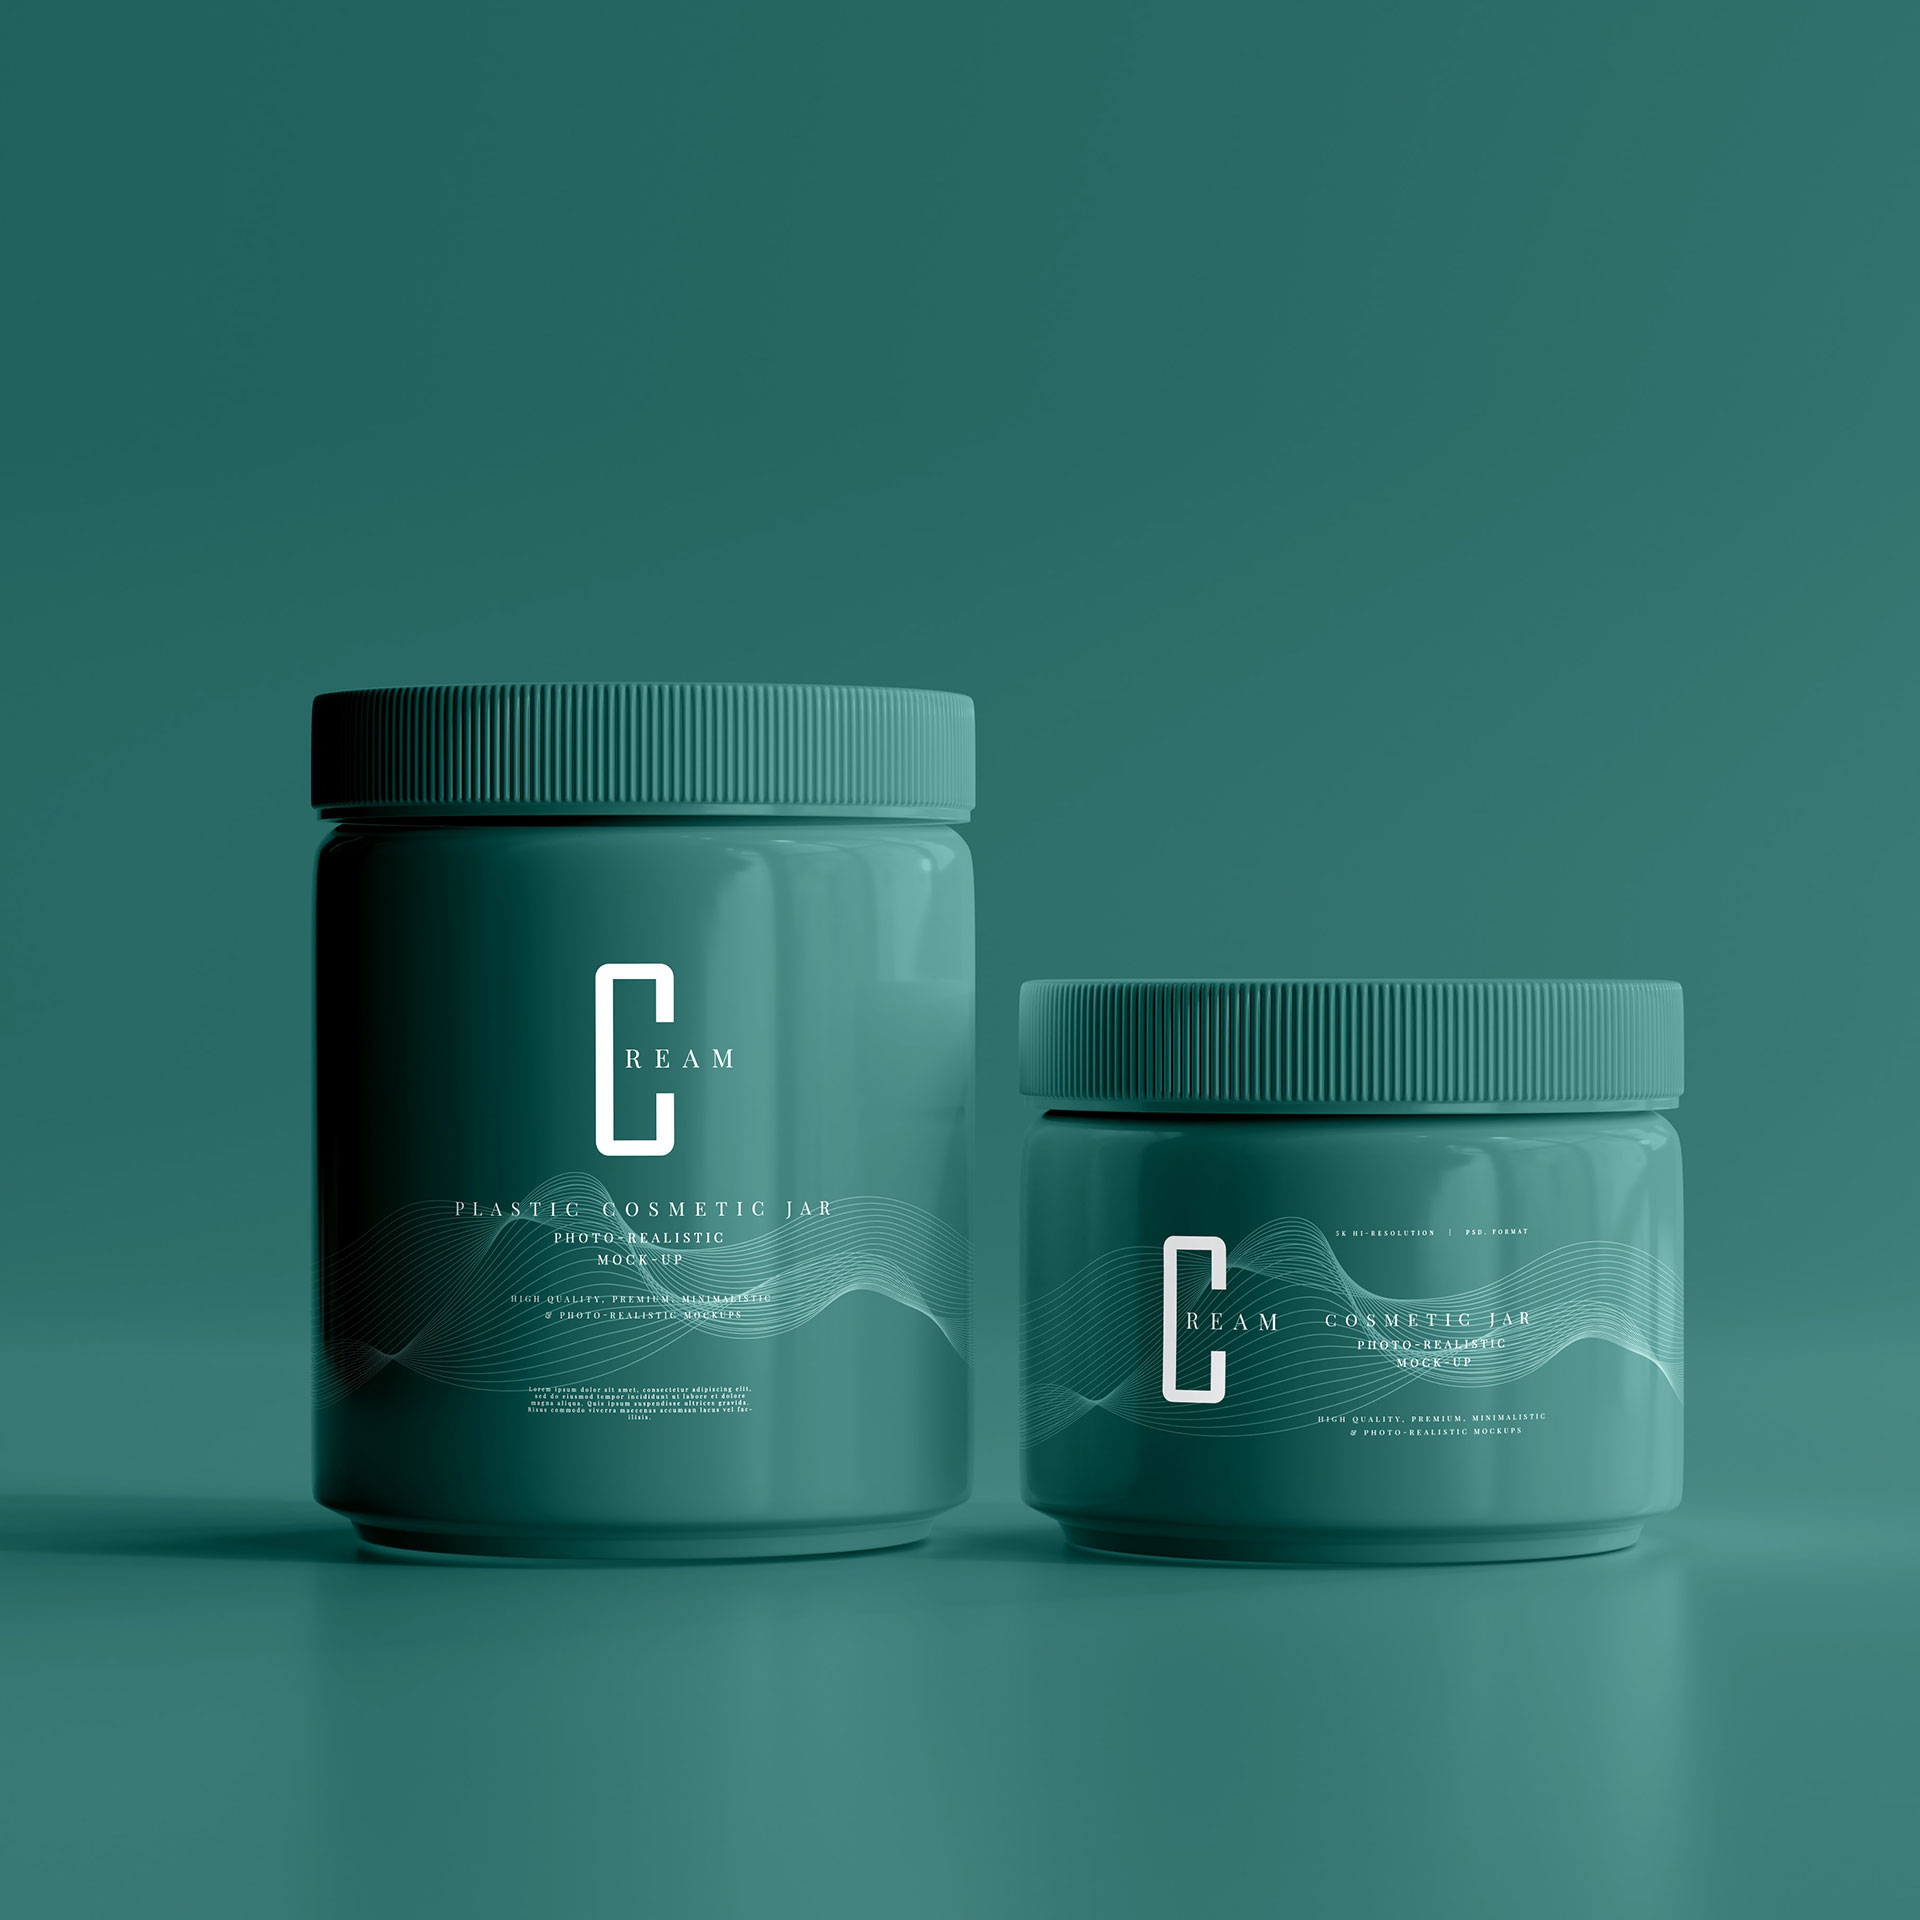 CREAM
PLASTIC COSMETIC JAR
PHOTO-REALISTIC
MOCK-UP
HIGH QUALITY, PREMIUM, MINIMALISTIC
& PHOTO-REALISTIC MOCKUPS
Lorem ipsum dolor sit amet, consectetur adipiscing elit,
sed do eiusmod tempor incididunt ut labore et dolore
magna aliqua. Quis ipsum suspendisse ultrices gravida.
Risus commodo viverra maecenas accumsan lacus vel fac-
ilisis.
5K HI-RESOLUTION | PSD. FORMAT
CREAM
COSMETIC JAR
PHOTO-REALISTIC
MOCK-UP
HIGH QUALITY, PREMIUM, MINIMALISTIC
& PHOTO-REALISTIC MOCKUPS